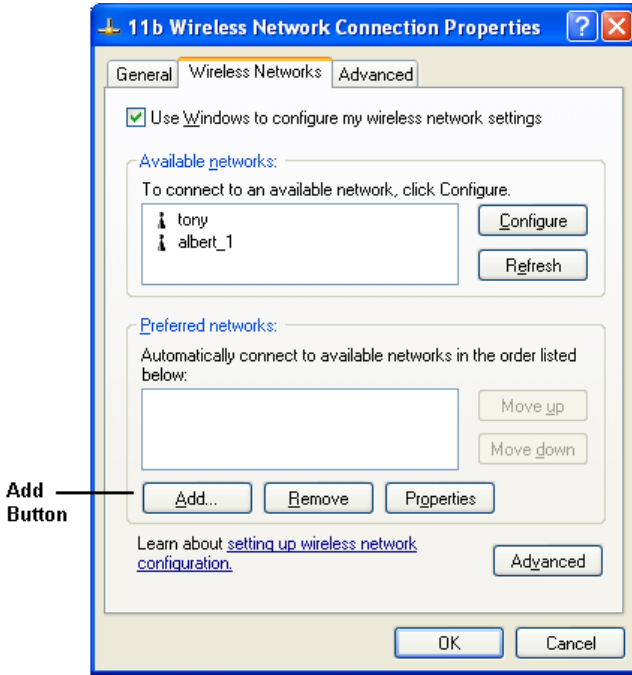 11b Wireless Network Connection Properties
General Wireless Networks Advanced
Use Windows to configure my wireless network settings
Available networks:
To connect to an available network, click Configure.
tony
albert_1
Configure
Refresh
Preferred networks:
Automatically connect to available networks in the order listed
below:
Move up
Move down
Add
Button
Add... Remove Properties
Learn about setting up wireless network
configuration.
Advanced
OK Cancel